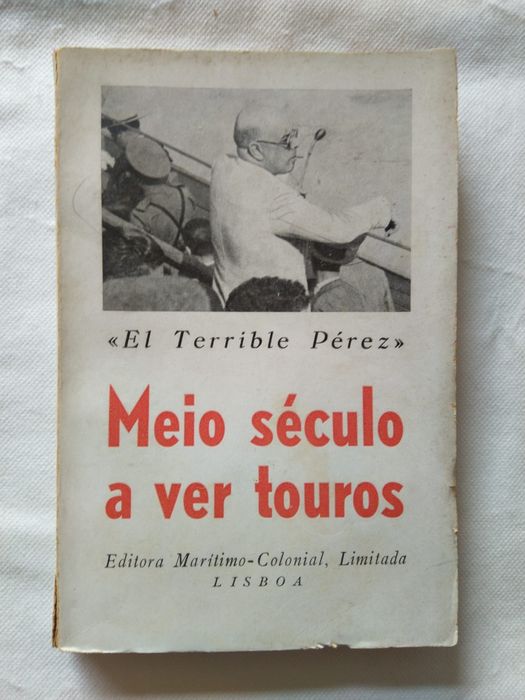 «El Terrible Pérez»
Meio século
a ver touros
Editora Marítimo-Colonial, Limitada
LISBOA